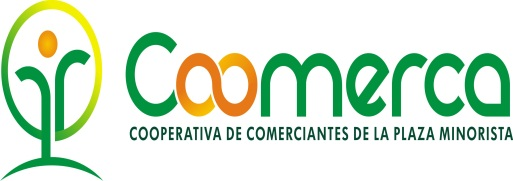 Coomerca
COOPERATIVA DE COMERCIANTES DE LA PLAZA MINORISTA